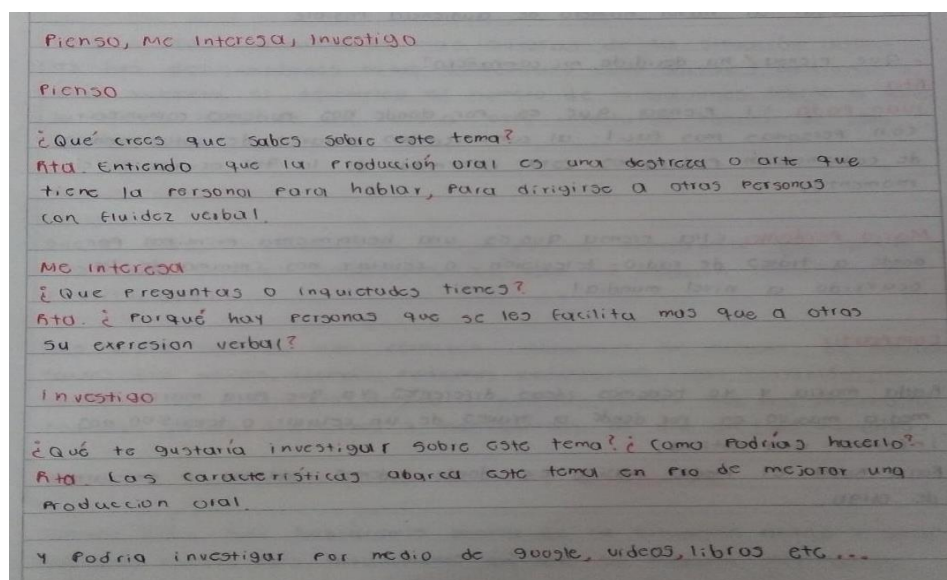 Pienso, Me interesa, Investigo
Pienso
¿Qué crees que sabes sobre este tema?
Rta. Entiendo que la producción oral es una destreza o arte que
tiene la persona para hablar, para dirigirse a otras personas
con fluidez verbal.
Me interesa
¿Que preguntas o inquietudes tienes?
Rta. ¿Porqué hay personas que se les facilita mas que a otras
su expresion verbal?
Investigo
¿Qué te gustaría investigar sobre este tema? ¿como podrías hacerlo?
Rta. Las características abarca este tema en pro de mejorar una
produccion oral.
y podria investigar por medio de google, videos, libros etc...